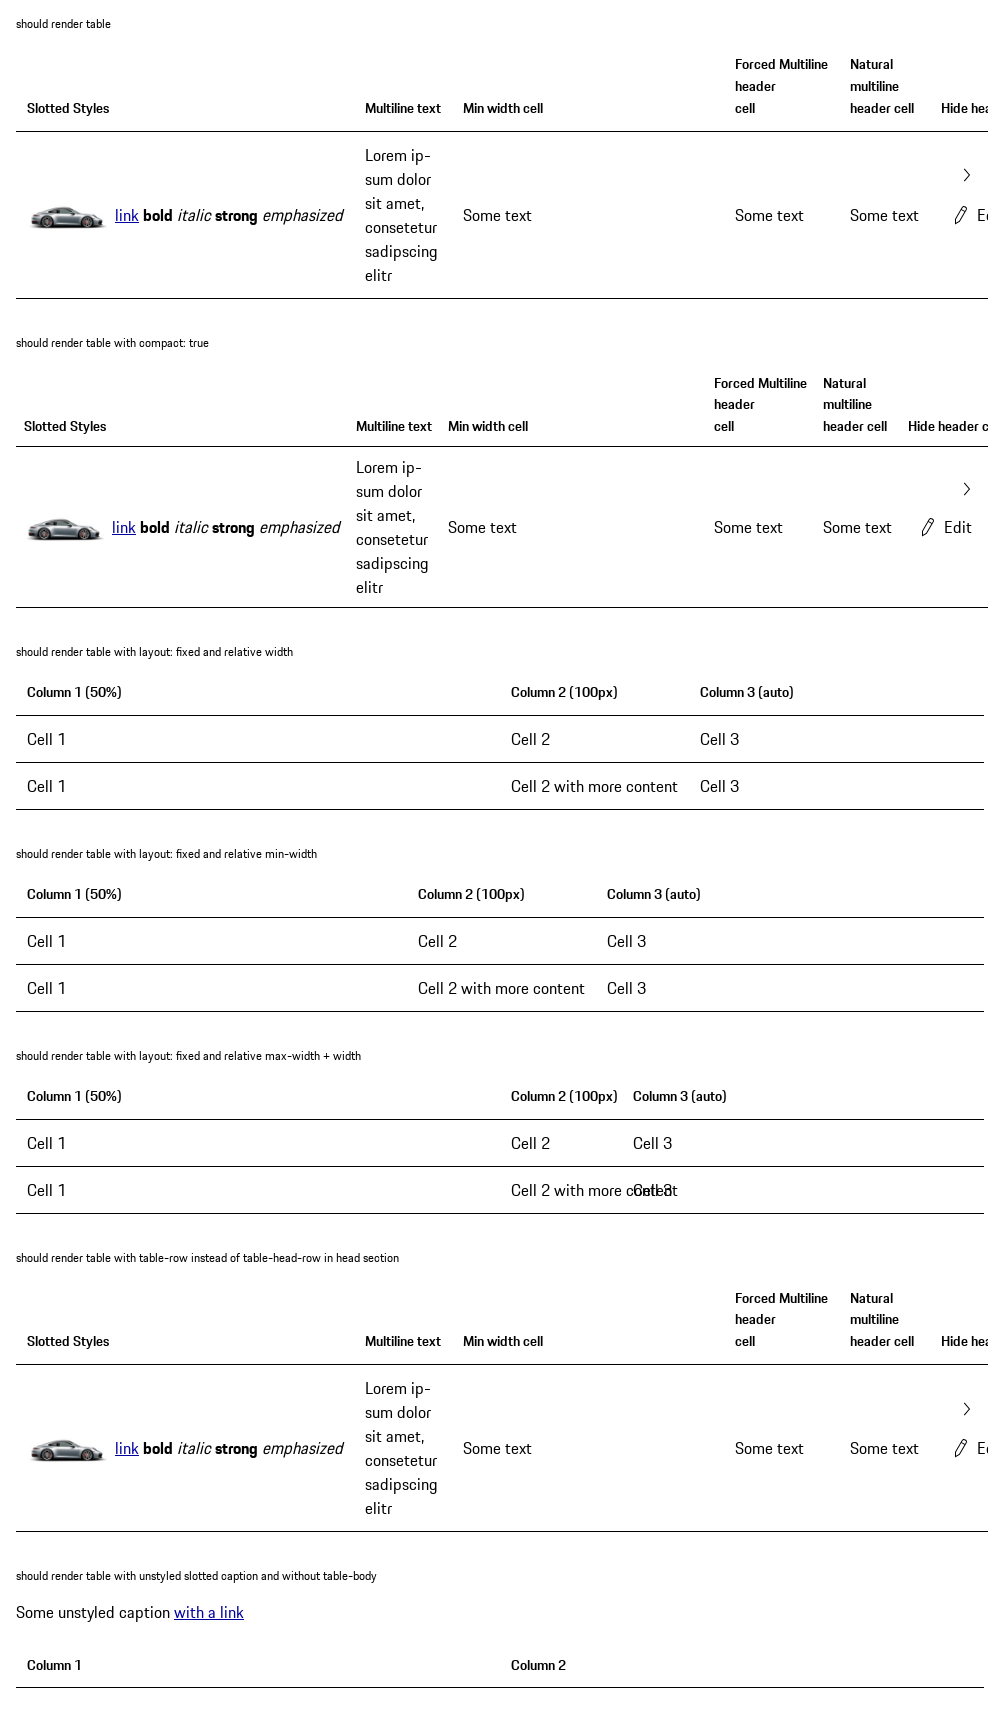 should render table
Forced Multiline Natural
header multiline
Slotted Styles Multiline text Min width cell cell header cell Hide hea
Lorem ip-
sum dolor
sit amet,
link bold italic strong emphasized consetetur Some text Some text Some text Ed
sadipscing
elitr
should render table with compact: true
Forced Multiline Natural
header multiline
Slotted Styles Multiline text Min width cell cell header cell Hide header c
Lorem ip-
sum dolor
sit amet,
link bold italic strong emphasized consetetur Some text Some text Some text Edit
sadipscing
elitr
should render table with layout: fixed and relative width
Column 1 (50%) Column 2 (100px) Column 3 (auto)
Cell 1 Cell 2 Cell 3
Cell 1 Cell 2 with more content Cell 3
should render table with layout: fixed and relative min-width
Column 1 (50%) Column 2 (100px) Column 3 (auto)
Cell 1 Cell 2 Cell 3
Cell 1 Cell 2 with more content Cell 3
should render table with layout: fixed and relative max-width + width
Column 1 (50%) Column 2 (100px) Column 3 (auto)
Cell 1 Cell 2 Cell 3
Cell 1 Cell 2 with more content Cell 3
should render table with table-row instead of table-head-row in head section
Forced Multiline Natural
header multiline
Slotted Styles Multiline text Min width cell cell header cell Hide hea
Lorem ip-
sum dolor
sit amet,
link bold italic strong emphasized consetetur Some text Some text Some text Ed
sadipscing
elitr
should render table with unstyled slotted caption and without table-body
Some unstyled caption with a link
Column 1 Column 2